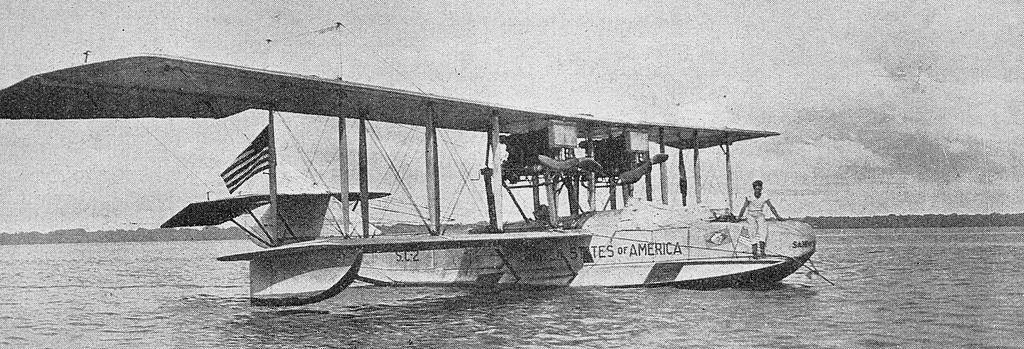 S.C-2
UNITED STATES OF AMERICA